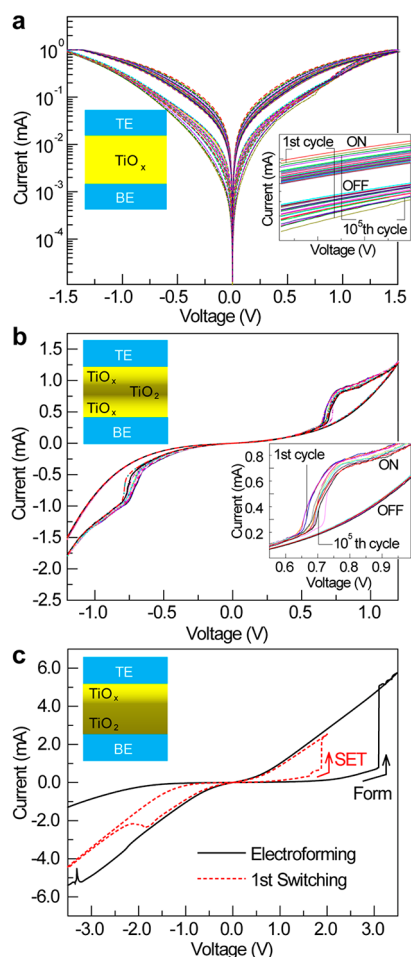 a
10⁰
10⁻¹
10⁻²
10⁻³
10⁻⁴
Current (mA)
TE
TiOₓ
BE
1st cycle
ON
OFF
10⁵th cycle
Current (mA)
Voltage (V)
-1.5 -1.0 -0.5 0.0 0.5 1.0 1.5
Voltage (V)
b
1.5
1.0
0.5
0.0
-0.5
-1.0
-1.5
-2.0
2.5
Current (mA)
TE
TiOₓ
TiO₂
TiOₓ
BE
0.8
0.6
0.4
0.2
Current (mA)
1st cycle
ON
OFF
10⁵th cycle
0.6 0.7 0.8 0.9
Voltage (V)
-1.0 -0.5 0.0 0.5 1.0
Voltage (V)
c
6.0
4.0
2.0
0.0
-2.0
-4.0
-6.0
Current (mA)
TE
TiOₓ
TiO₂
BE
SET
Form
Electroforming
1st Switching
-3.0 -2.0 -1.0 0.0 1.0 2.0 3.0
Voltage (V)